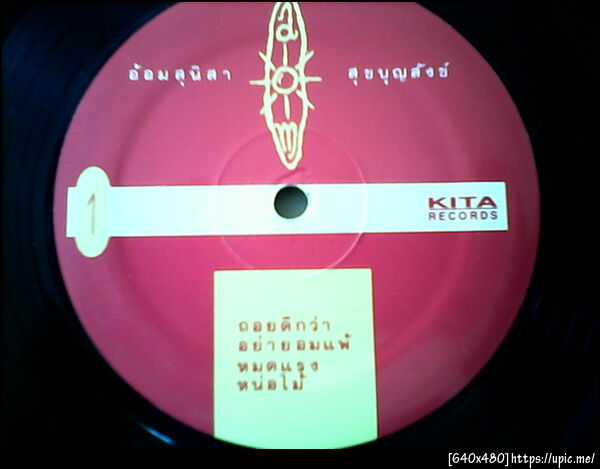 อ้อมสุนิสา สุขบุญสังข์
1
KITA
RECORDS
ถอยดีกว่า
อย่ายอมแพ้
หมดแรง
หน่อไม้
[640x480]https://upic.me/